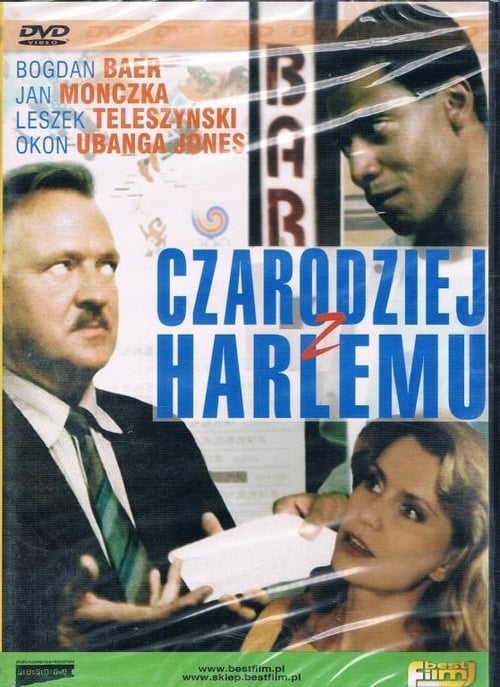 DVD
VIDEO
BOGDAN BAER
JAN MONCZKA
LESZEK TELESZYNSKI
OKON UBANGA JONES
BAR
CZARODZIEJ
Z
HARLEMU
www.bestfilm.pl
www.sklep.bestfilm.pl
best
film